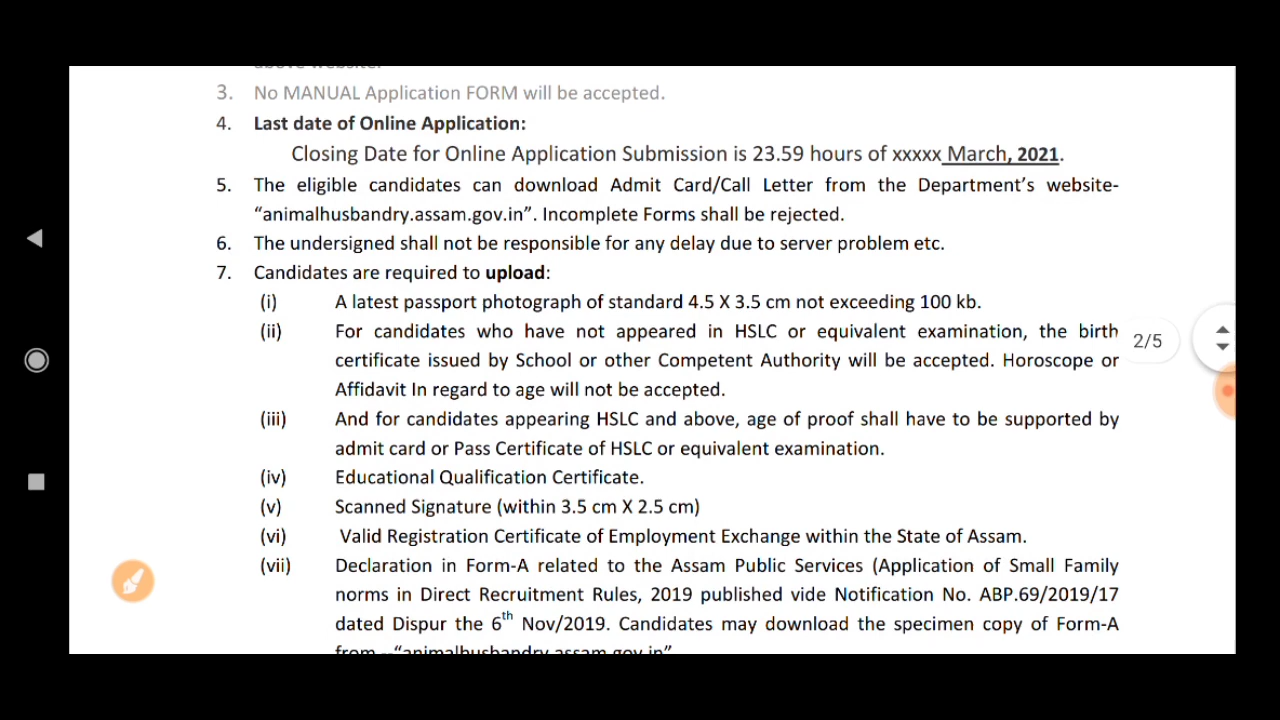 3. No MANUAL Application FORM will be accepted.
4. Last date of Online Application:
Closing Date for Online Application Submission is 23.59 hours of xxxxx March, 2021.
5. The eligible candidates can download Admit Card/Call Letter from the Department's website-
"animalhusbandry.assam.gov.in". Incomplete Forms shall be rejected.
6. The undersigned shall not be responsible for any delay due to server problem etc.
7. Candidates are required to upload:
(i) A latest passport photograph of standard 4.5 X 3.5 cm not exceeding 100 kb.
(ii) For candidates who have not appeared in HSLC or equivalent examination, the birth
certificate issued by School or other Competent Authority will be accepted. Horoscope or
Affidavit In regard to age will not be accepted.
(iii) And for candidates appearing HSLC and above, age of proof shall have to be supported by
admit card or Pass Certificate of HSLC or equivalent examination.
(iv) Educational Qualification Certificate.
(v) Scanned Signature (within 3.5 cm X 2.5 cm)
(vi) Valid Registration Certificate of Employment Exchange within the State of Assam.
(vii) Declaration in Form-A related to the Assam Public Services (Application of Small Family
norms in Direct Recruitment Rules, 2019 published vide Notification No. ABP.69/2019/17
dated Dispur the 6th Nov/2019. Candidates may download the specimen copy of Form-A
from - "animalhusbandry.assam.gov.in"
2/5